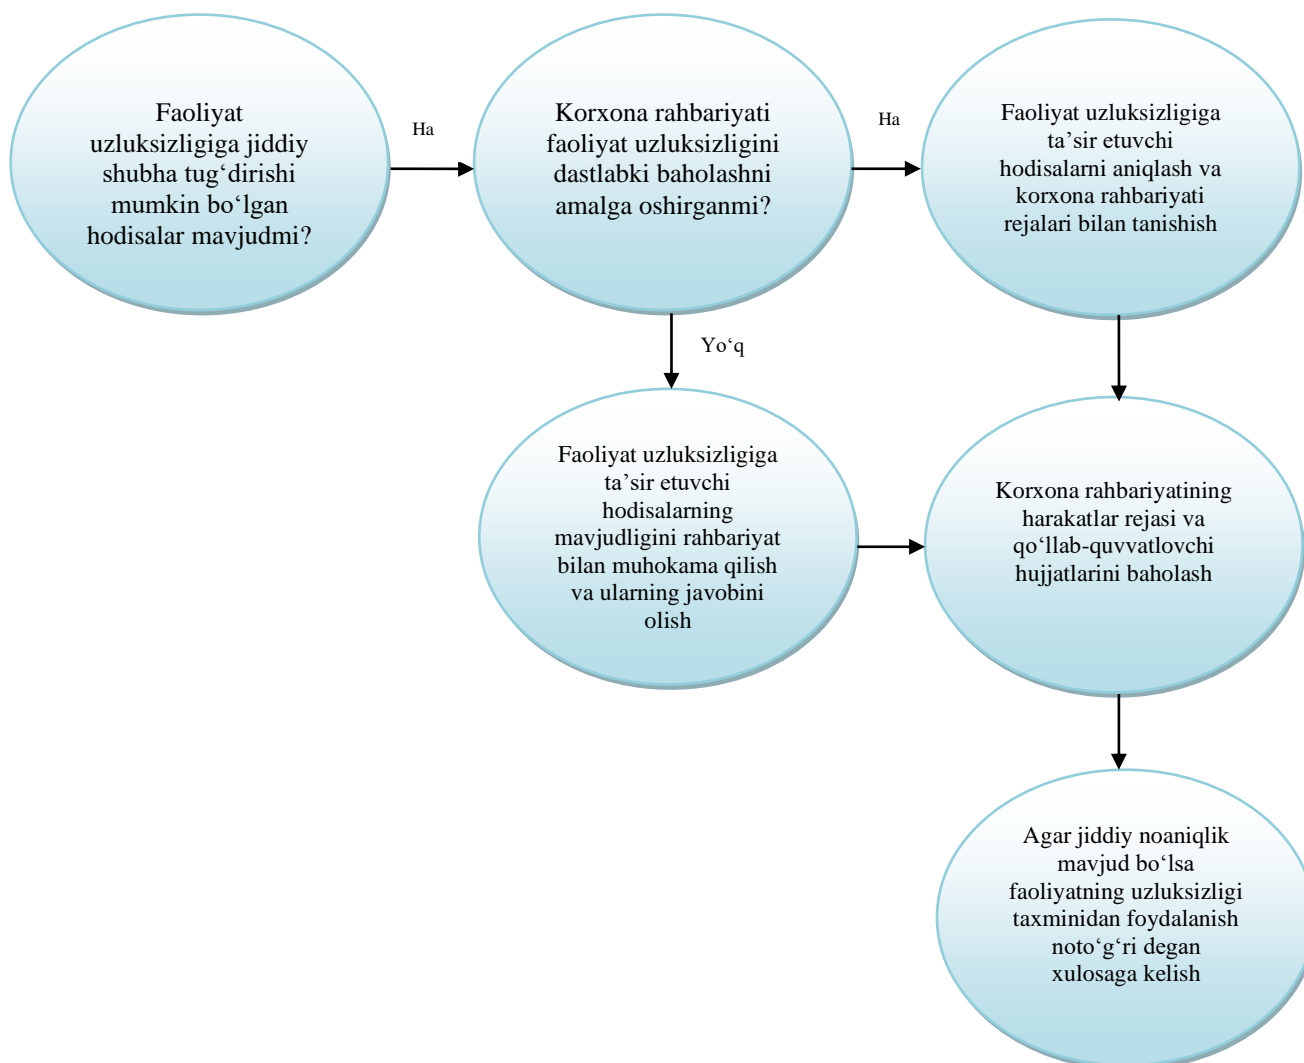 Faoliyat
uzluksizligiga jiddiy
shubha tug‘dirishi
mumkin bo‘lgan
hodisalar mavjudmi?
Ha
Korxona rahbariyati
faoliyat uzluksizligini
dastlabki baholashni
amalga oshirganmi?
Ha
Faoliyat uzluksizligiga
ta’sir etuvchi
hodisalarni aniqlash va
korxona rahbariyati
rejalari bilan tanishish
Yo‘q
Faoliyat uzluksizligiga
ta’sir etuvchi
hodisalarning
mavjudligini rahbariyat
bilan muhokama qilish
va ularning javobini
olish
Korxona rahbariyatining
harakatlar rejasi va
qo‘llab-quvvatlovchi
hujjatlarini baholash
Agar jiddiy noaniqlik
mavjud bo‘lsa
faoliyatning uzluksizligi
taxminidan foydalanish
noto‘g‘ri degan
xulosaga kelish